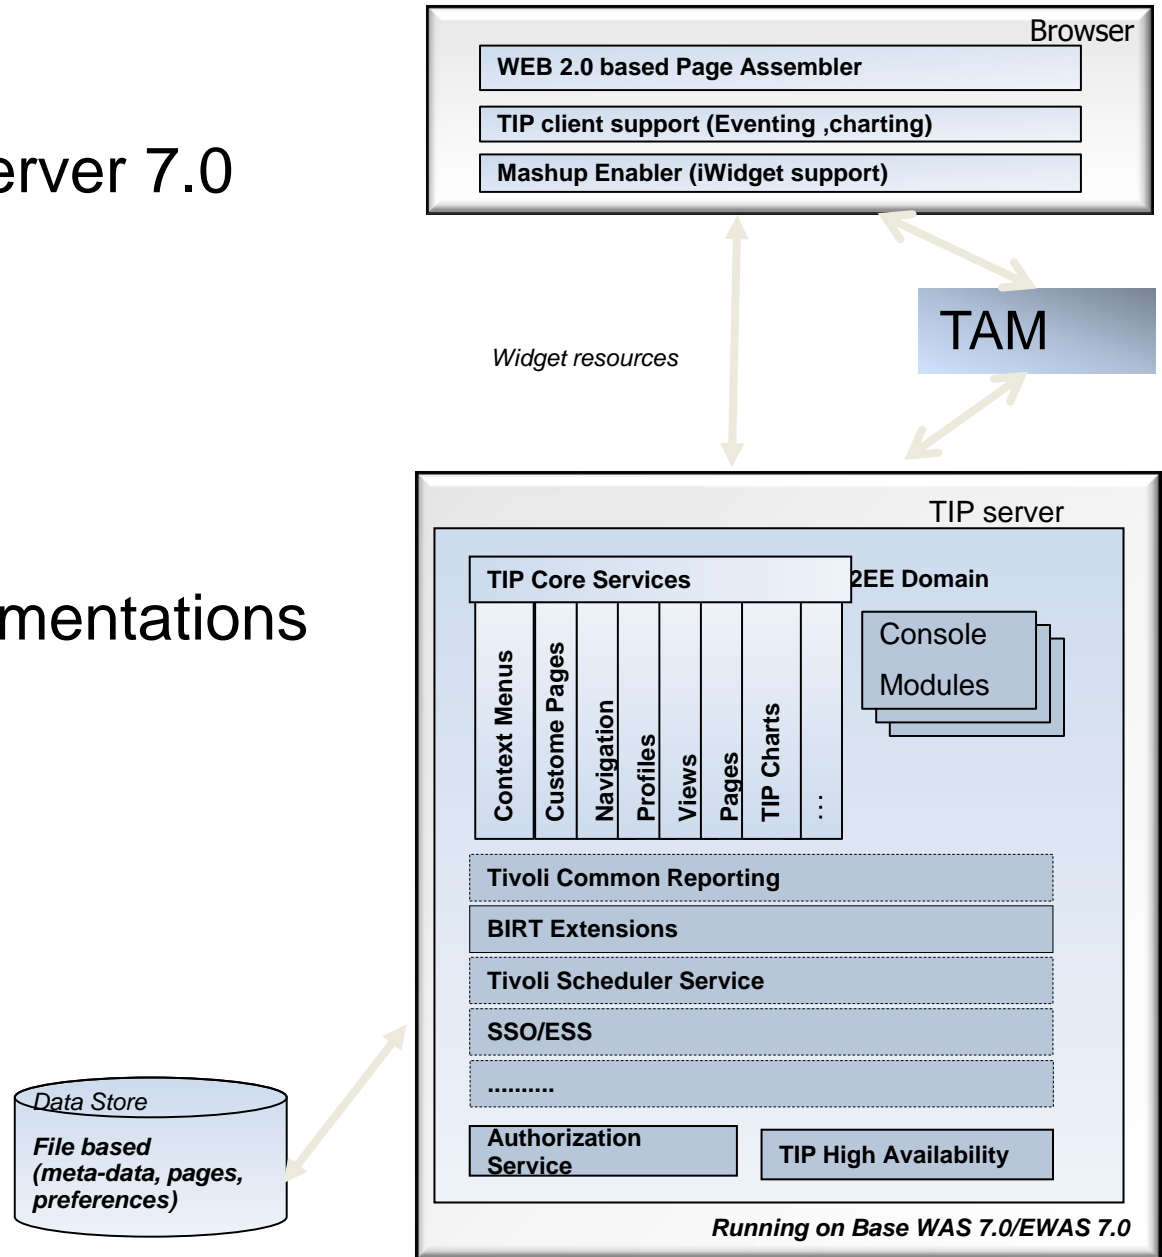 Browser
WEB 2.0 based Page Assembler
TIP client support (Eventing ,charting)
Mashup Enabler (iWidget support)
erver 7.0
TAM
Widget resources
TIP server
TIP Core Services
2EE Domain
Console
Modules
Context Menus
Custome Pages
Navigation
Profiles
Views
Pages
TIP Charts
...
mentations
Tivoli Common Reporting
BIRT Extensions
Tivoli Scheduler Service
SSO/ESS
..........
Authorization
Service
TIP High Availability
Data Store
File based
(meta-data, pages,
preferences)
Running on Base WAS 7.0/EWAS 7.0